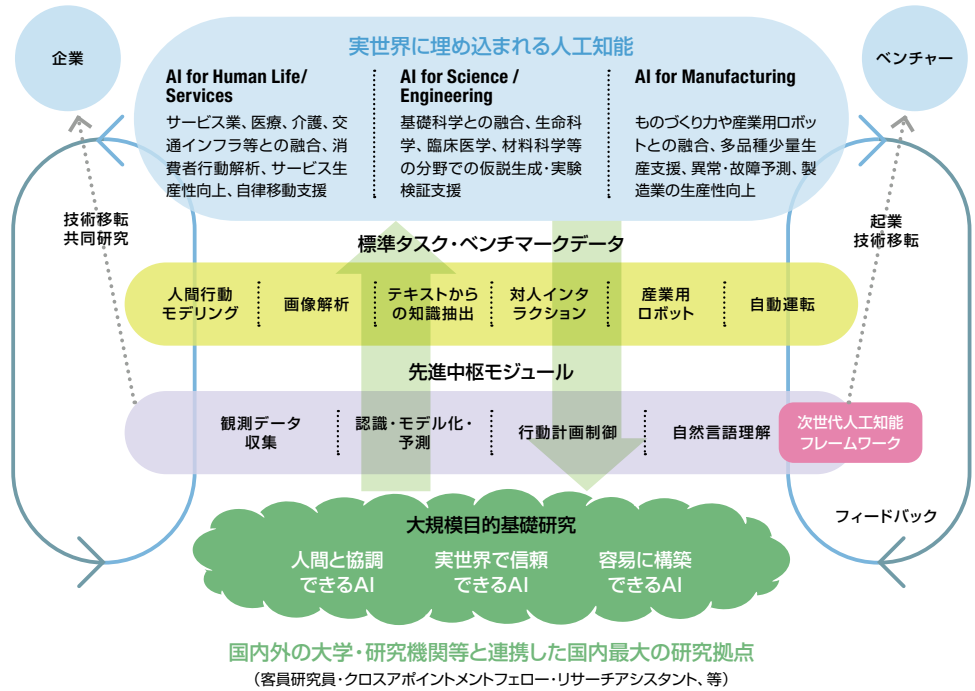 企業
実世界に埋め込まれる人工知能
ベンチャー
AI for Human Life/
Services
サービス業、医療、介護、交
通インフラ等との融合、消
費者行動解析、サービス生
産性向上、自律移動支援
AI for Science /
Engineering
基礎科学との融合、生命科
学、臨床医学、材料科学等
の分野での仮説生成・実験
検証支援
AI for Manufacturing
ものづくり力や産業用ロボッ
トとの融合、多品種少量生
産支援、異常・故障予測、製
造業の生産性向上
技術移転
共同研究
起業
技術移転
標準タスク・ベンチマークデータ
人間行動
モデリング
画像解析
テキストから
の知識抽出
対人インタ
ラクション
産業用
ロボット
自動運転
先進中枢モジュール
観測データ
収集
認識・モデル化・
予測
行動計画制御
自然言語理解
次世代人工知能
フレームワーク
フィードバック
大規模目的基礎研究
人間と協調
できるAI
実世界で信頼
できるAI
容易に構築
できるAI
国内外の大学・研究機関等と連携した国内最大の研究拠点
（客員研究員・クロスアポイントメントフェロー・リサーチアシスタント、等）